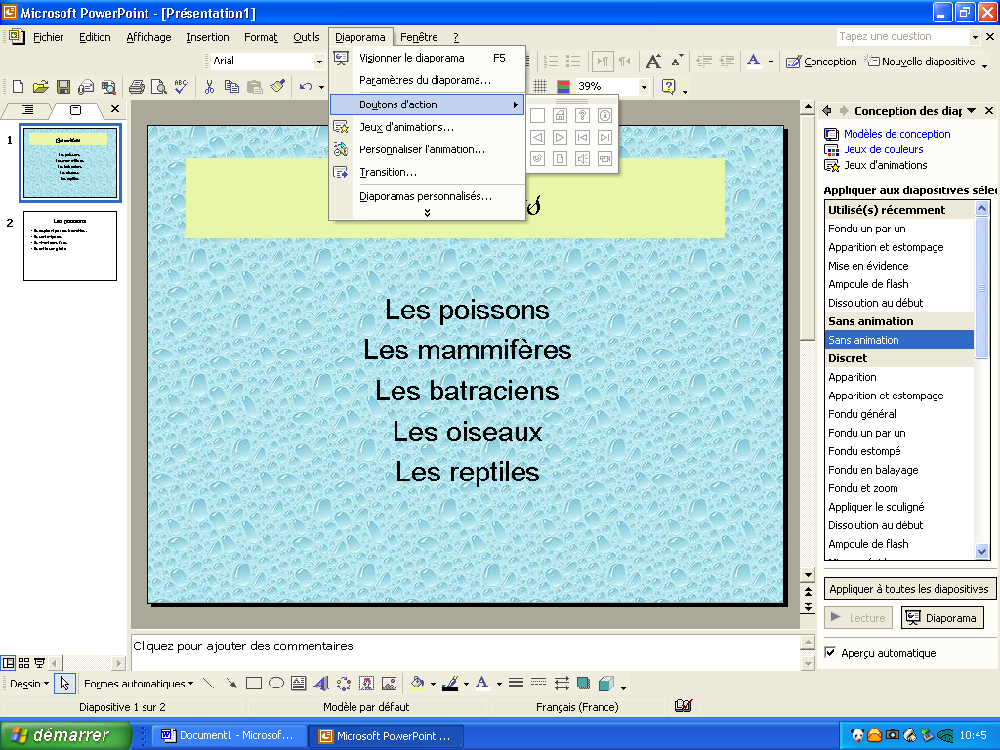 Microsoft PowerPoint - [Présentation1]
Fichier Edition Affichage Insertion Format Outils Diaporama Fenêtre ?
Tapez une question
Arial
Conception Nouvelle diapositive
39%
Visionner le diaporama F5
Paramètres du diaporama...
Boutons d'action
Jeux d'animations...
Personnaliser l'animation...
Transition...
Diaporamas personnalisés...
1
2
Les poissons
Les poissons
Les mammifères
Les batraciens
Les oiseaux
Les reptiles
Conception des diap
Modèles de conception
Jeux de couleurs
Jeux d'animations
Appliquer aux diapositives sélec
Utilisé(s) récemment
Fondu un par un
Apparition et estompage
Mise en évidence
Ampoule de flash
Dissolution au début
Sans animation
Sans animation
Discret
Apparition
Apparition et estompage
Fondu général
Fondu un par un
Fondu estompé
Fondu en balayage
Fondu et zoom
Appliquer le souligné
Dissolution au début
Ampoule de flash
Appliquer à toutes les diapositives
Lecture Diaporama
Aperçu automatique
Cliquez pour ajouter des commentaires
Dessin Formes automatiques
Diapositive 1 sur 2 Modèle par défaut Français (France)
démarrer Document1 - Microsof... Microsoft PowerPoint ... 10:45